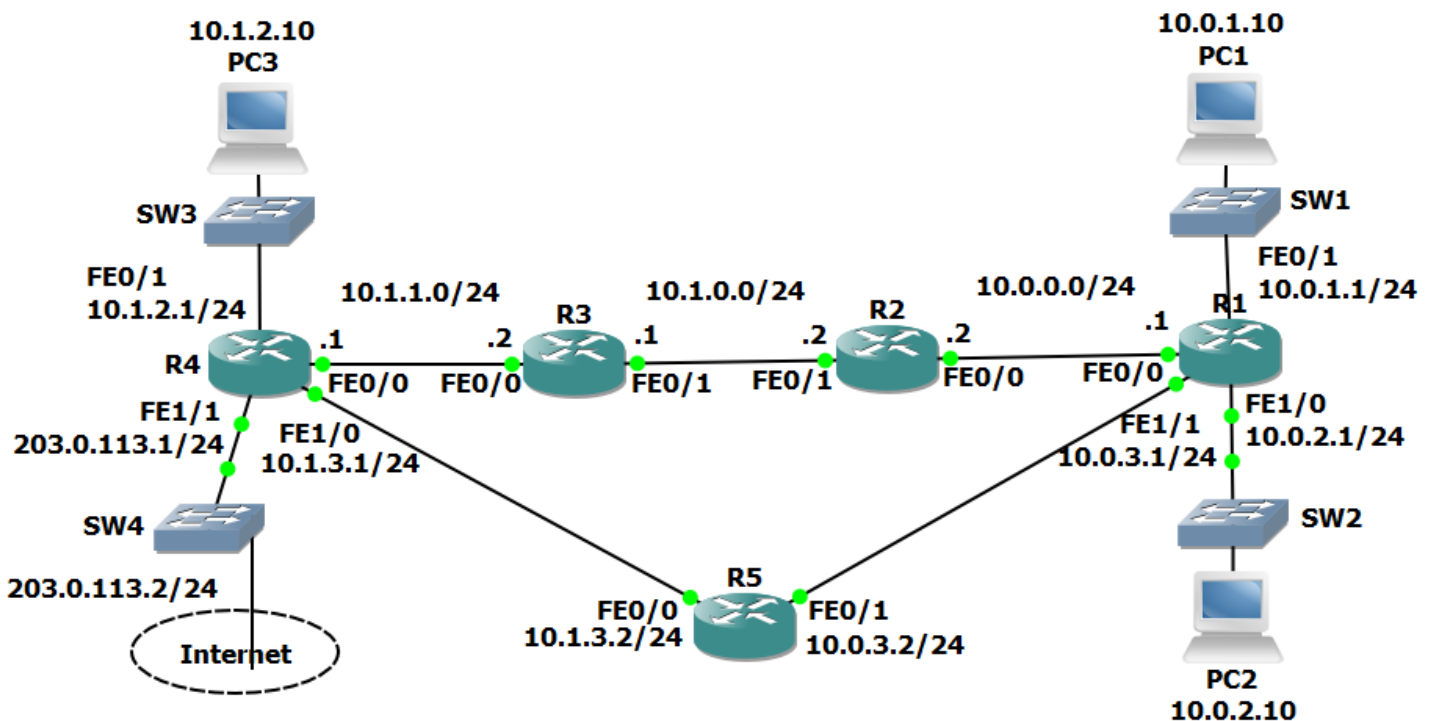 10.1.2.10
PC3
10.0.1.10
PC1
SW3
SW1
FE0/1
10.1.2.1/24
FE0/1
10.0.1.1/24
10.1.1.0/24
10.1.0.0/24
10.0.0.0/24
R4
.1
FE0/0
.2
FE0/0
R3
.1
FE0/1
.2
FE0/1
R2
.2
FE0/0
.1
FE0/0
R1
FE1/1
203.0.113.1/24
FE1/0
10.1.3.1/24
FE1/1
10.0.3.1/24
FE1/0
10.0.2.1/24
SW4
SW2
203.0.113.2/24
Internet
R5
FE0/0
10.1.3.2/24
FE0/1
10.0.3.2/24
PC2
10.0.2.10